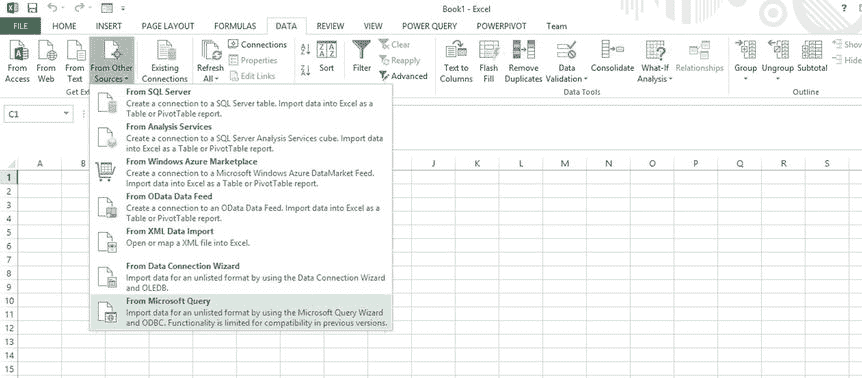 Book1 - Excel
?
FILE HOME INSERT PAGE LAYOUT FORMULAS DATA REVIEW VIEW POWER QUERY POWERPIVOT Team
From Access
From Web
From Text
From Other Sources
Existing Connections
Refresh All
Connections
Properties
Edit Links
Sort
Filter
Clear
Reapply
Advanced
Text to Columns
Flash Fill
Remove Duplicates
Data Validation
Consolidate
What-If Analysis
Relationships
Group
Ungroup
Subtotal
Show
Hide
Get Ex
Data Tools
Outline
C1
From SQL Server
Create a connection to a SQL Server table. Import data into Excel as a
Table or PivotTable report.
From Analysis Services
Create a connection to a SQL Server Analysis Services cube. Import data
into Excel as a Table or PivotTable report.
From Windows Azure Marketplace
Create a connection to a Microsoft Windows Azure DataMarket Feed.
Import data into Excel as a Table or PivotTable report.
From OData Data Feed
Create a connection to an OData Data Feed. Import data into Excel as a
Table or PivotTable report.
From XML Data Import
Open or map a XML file into Excel.
From Data Connection Wizard
Import data for an unlisted format by using the Data Connection Wizard
and OLEDB.
From Microsoft Query
Import data for an unlisted format by using the Microsoft Query Wizard
and ODBC. Functionality is limited for compatibility in previous versions.
A B J K L M N O P Q R S
1
2
3
4
5
6
7
8
9
10
11
12
13
14
15